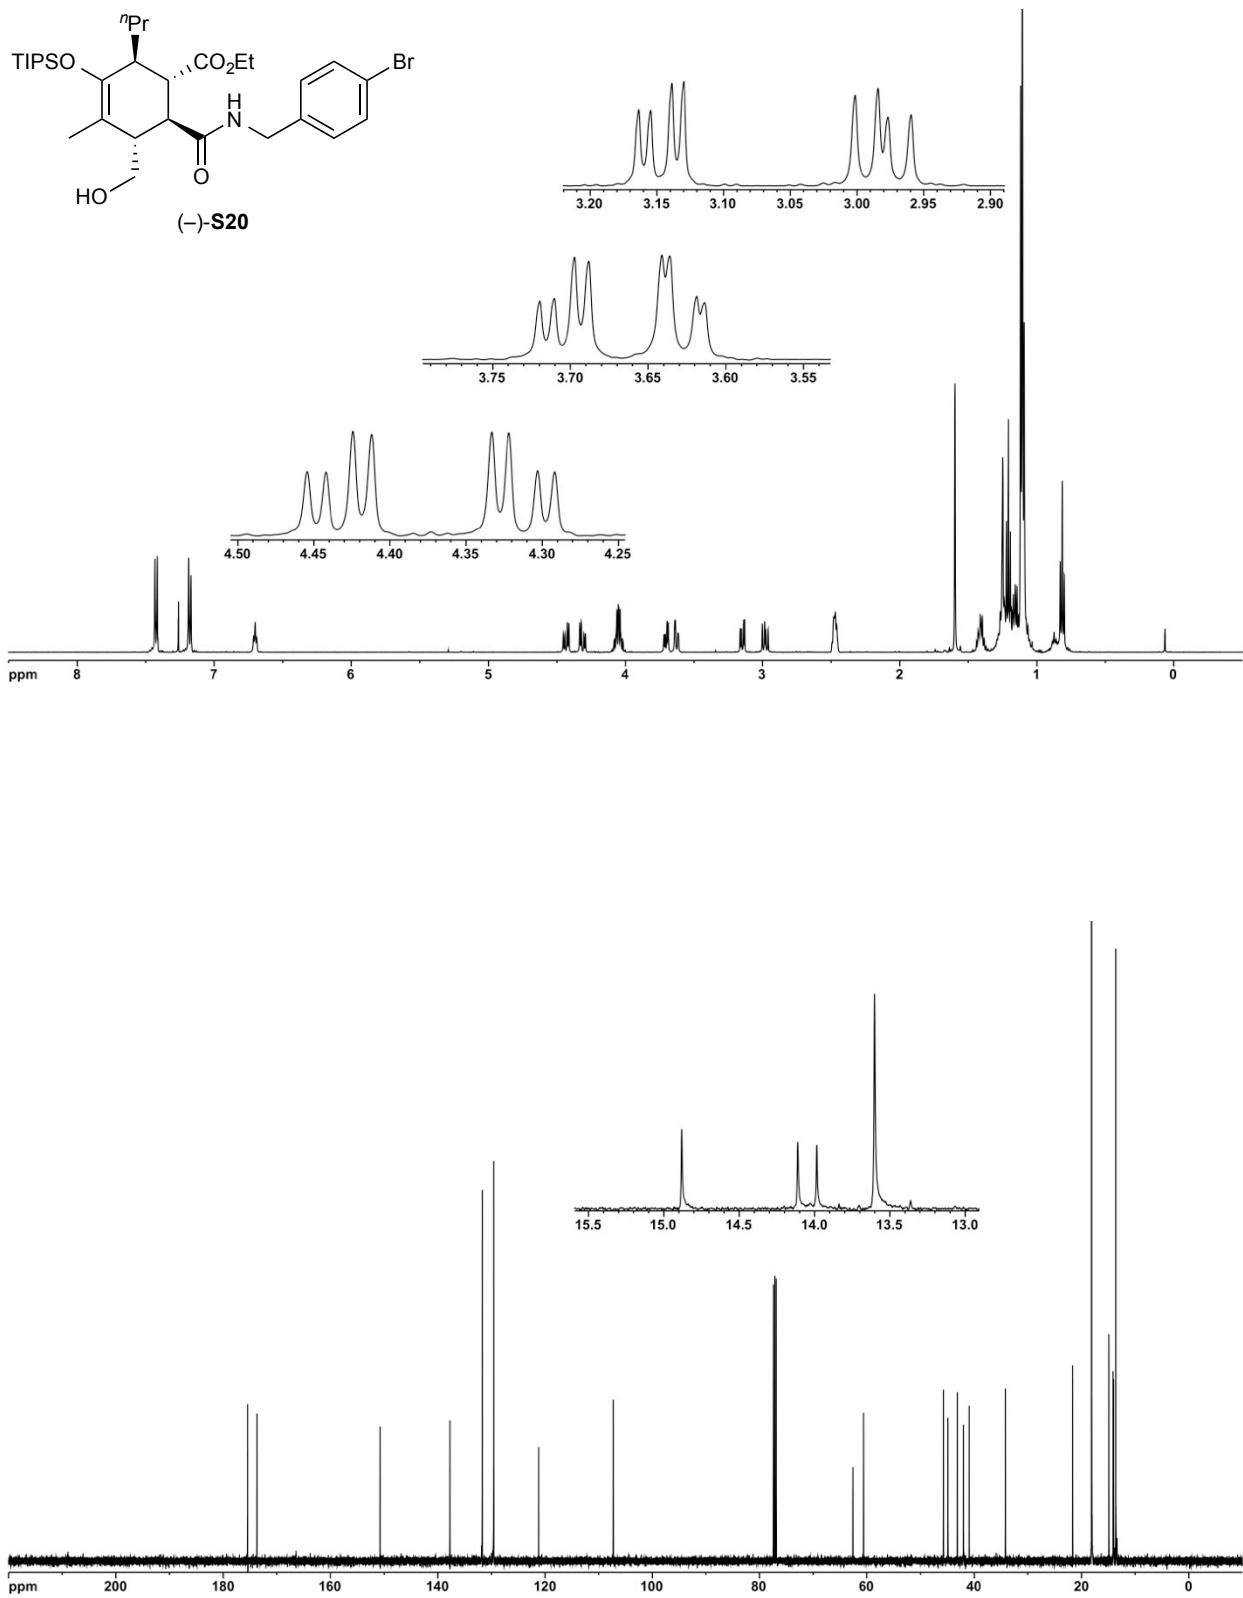 nPr
TIPSO
CO2Et
Br
H
N
O
HO
(–)-S20
3.20 3.15 3.10 3.05 3.00 2.95 2.90
3.75 3.70 3.65 3.60 3.55
4.50 4.45 4.40 4.35 4.30 4.25
ppm 8 7 6 5 4 3 2 1 0
15.5 15.0 14.5 14.0 13.5 13.0
ppm 200 180 160 140 120 100 80 60 40 20 0